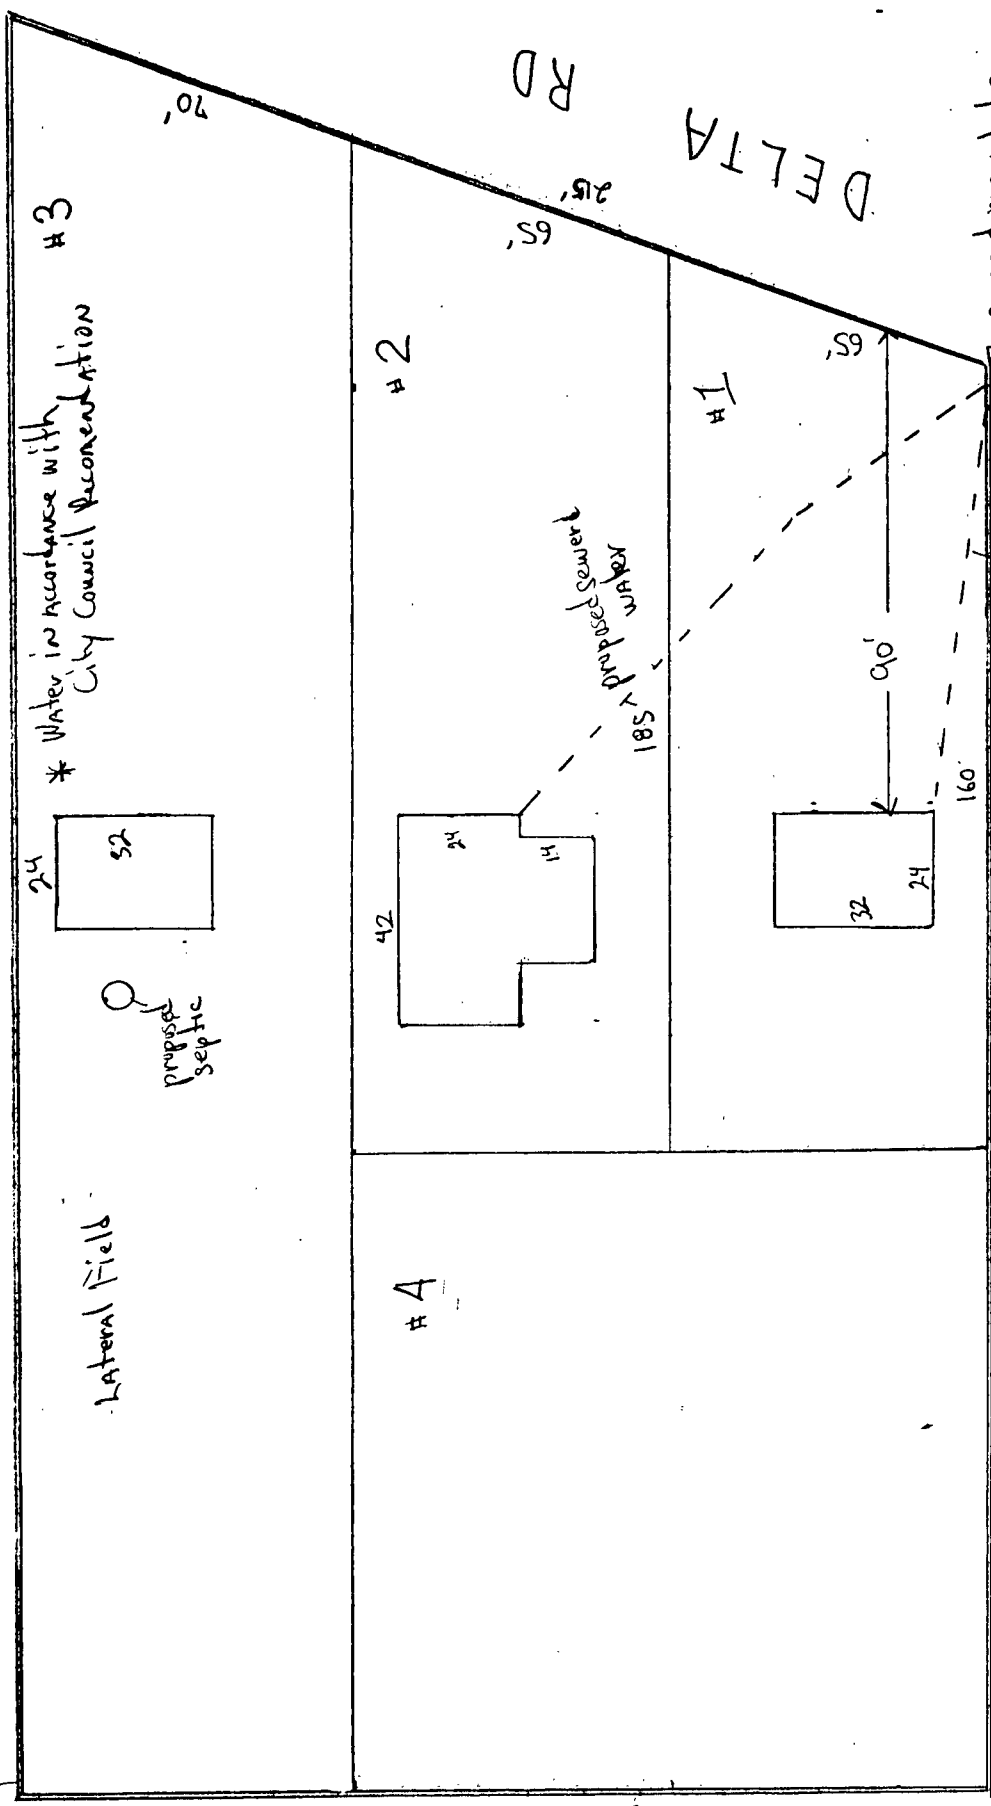 DELTA
RD
70'
215'
65'
65'
#3
* Water in accordance with
City Council Recomendation
24
32
proposed
septic
Lateral Field
#2
42
24
14
185
proposed Sewer &
water
#1
90'
32
24
160'
#4